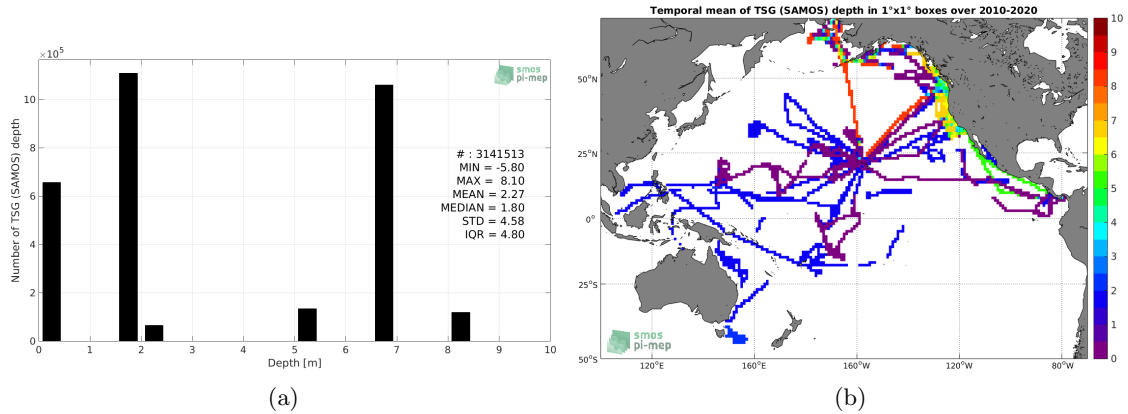 ×10⁵
10
8
6
4
2
0
Number of TSG (SAMOS) depth
0 1 2 3 4 5 6 7 8 9 10
Depth [m]
smos
pi-mep
# : 3141513
MIN = -5.80
MAX = 8.10
MEAN = 2.27
MEDIAN = 1.80
STD = 4.58
IQR = 4.80
(a)
Temporal mean of TSG (SAMOS) depth in 1°x1° boxes over 2010-2020
50°N
25°N
0°
25°S
50°S
120°E 160°E 160°W 120°W 80°W
smos
pi-mep
10
9
8
7
6
5
4
3
2
1
0
(b)